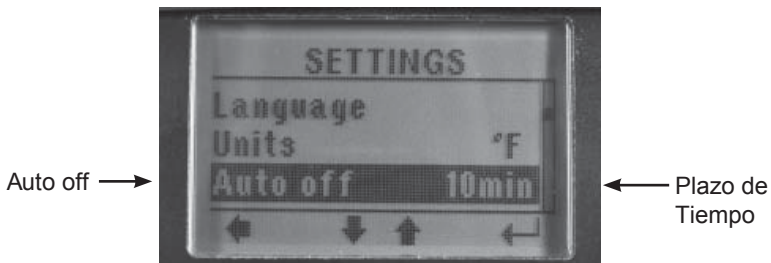 SETTINGS
Language
Units °F
Auto off 10min
Auto off
Plazo de
Tiempo